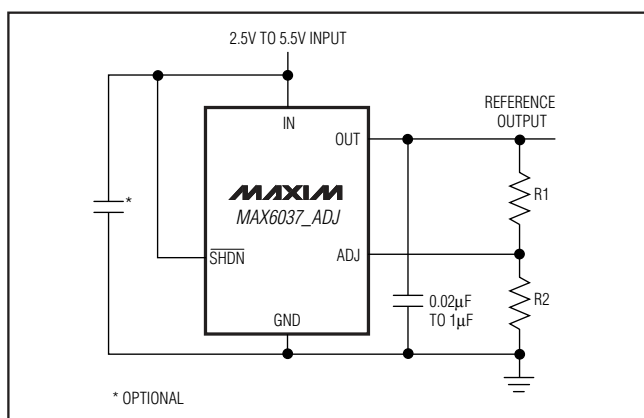 2.5V TO 5.5V INPUT
REFERENCE
OUTPUT
IN
OUT
MAXIM
MAX6037_ADJ
R1
*
SHDN
ADJ
0.02µF
TO 1µF
R2
GND
* OPTIONAL